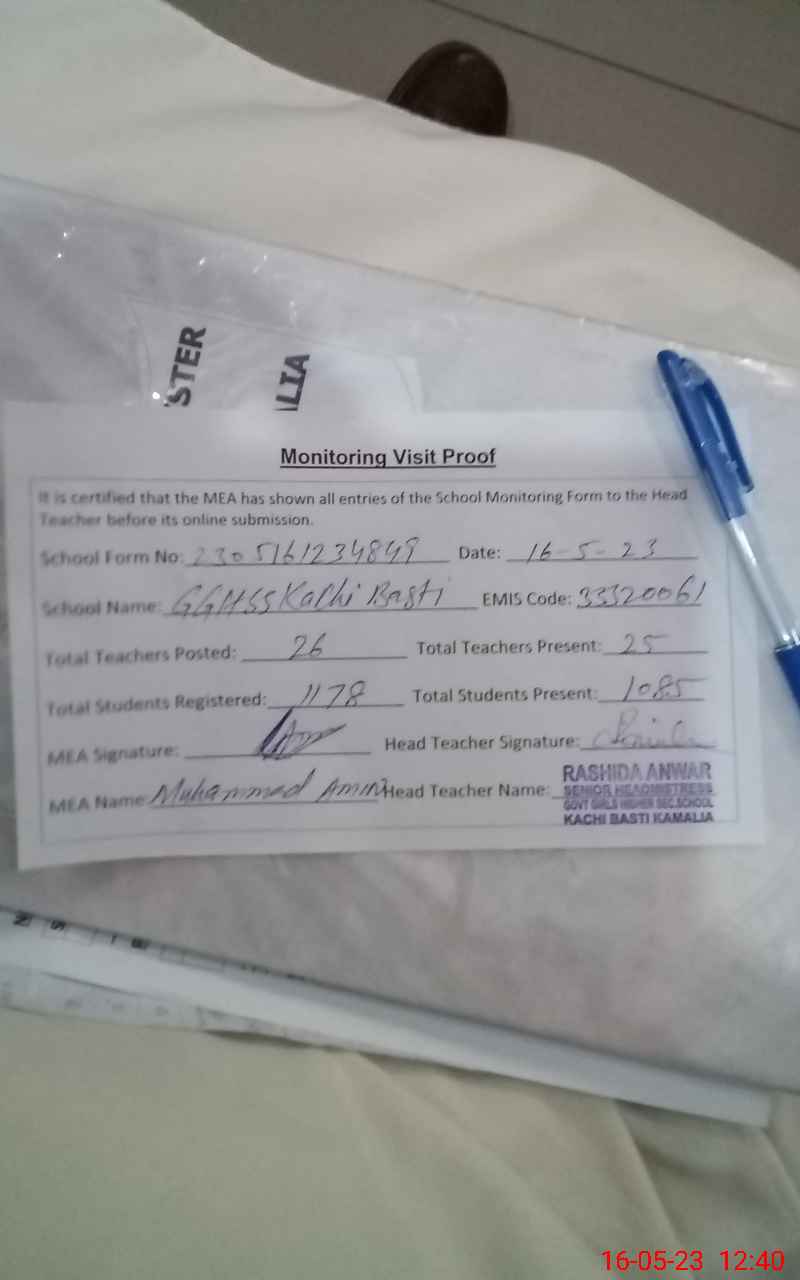 STER
LIA
Monitoring Visit Proof
It is certified that the MEA has shown all entries of the School Monitoring Form to the Head
Teacher before its online submission.
School Form No: 2305161234849 Date: 16-5-23
School Name: GGHSS Kachi Basti EMIS Code: 33320061
Total Teachers Posted: 26 Total Teachers Present: 25
Total Students Registered: 1178 Total Students Present: 1085
MEA Signature: Head Teacher Signature:
MEA Name: Muhammad Amin Head Teacher Name:
RASHIDA ANWAR
SENIOR HEADMISTRESS
GOVT GIRLS HIGHER SEC.SCHOOL
KACHI BASTI KAMALIA
16-05-23 12:40